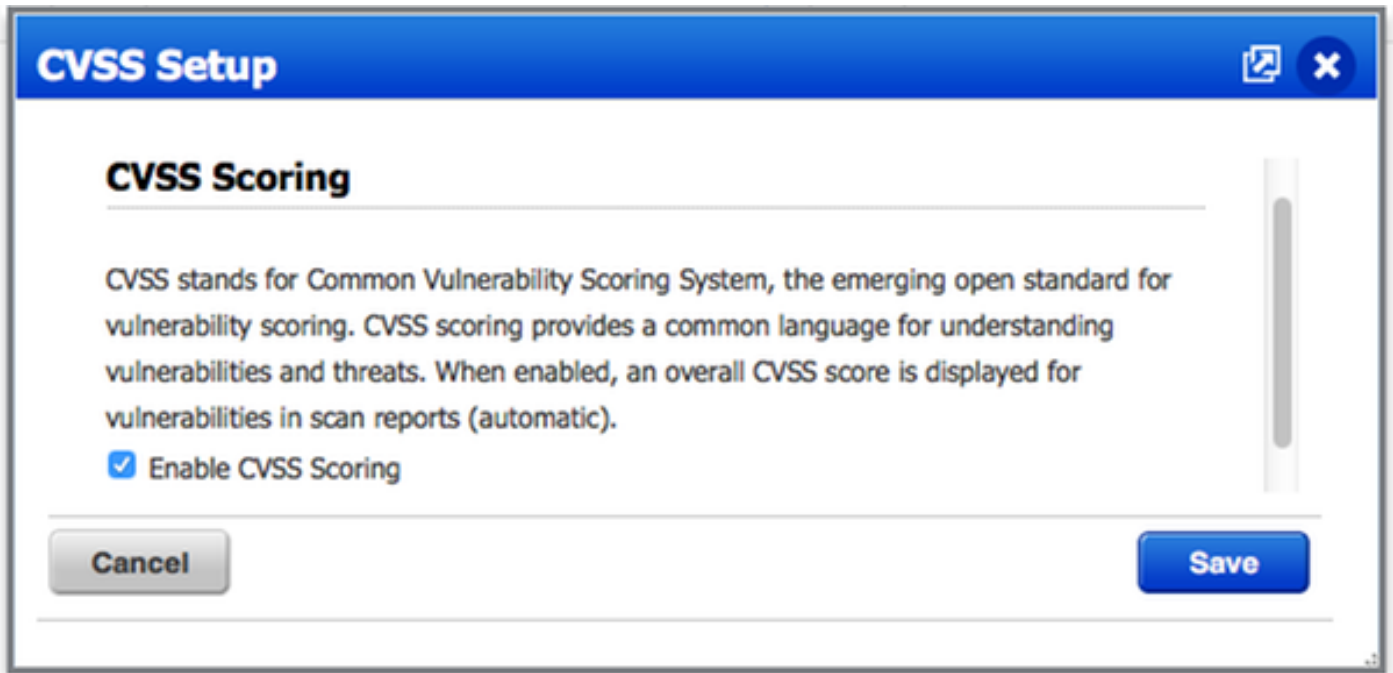 CVSS Setup
CVSS Scoring
CVSS stands for Common Vulnerability Scoring System, the emerging open standard for
vulnerability scoring. CVSS scoring provides a common language for understanding
vulnerabilities and threats. When enabled, an overall CVSS score is displayed for
vulnerabilities in scan reports (automatic).
Enable CVSS Scoring
Cancel
Save